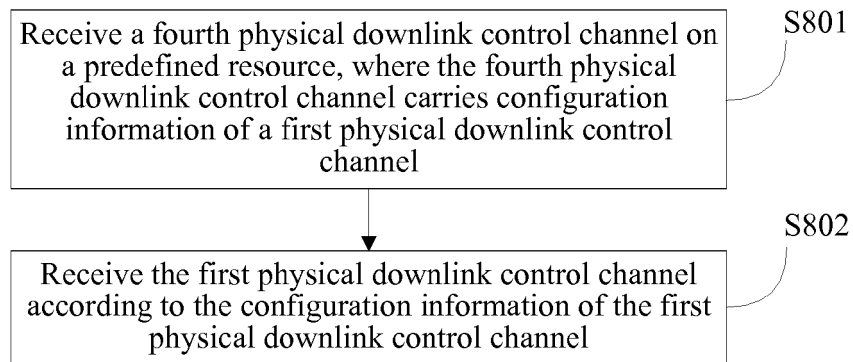 Receive a fourth physical downlink control channel on
a predefined resource, where the fourth physical
downlink control channel carries configuration
information of a first physical downlink control
channel
S801
Receive the first physical downlink control channel
according to the configuration information of the first
physical downlink control channel
S802